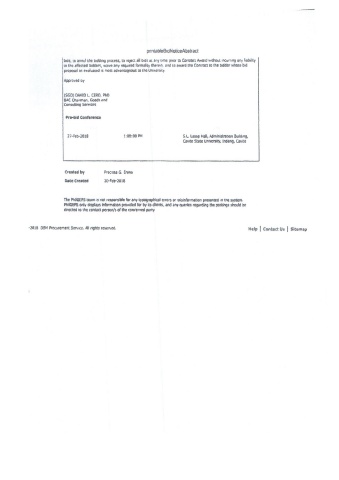 printableBidNoticeAbstract
bids, to annul the bidding process, to reject all bids at any time prior to Contract Award without incurring any liability
to the affected bidders, waive any required formality therein and to award the Contract to the bidder whose bid
proposal as evaluated is most advantageous to the University.
Approved by
(SGD) DAVID L. CERO, PhD
BAC Chairman, Goods and
Consulting Services
Pre-bid Conference
27-Feb-2018 1:00:00 PM S.L. Halal Hall, Administration Building,
Cavite State University, Indang, Cavite
Created by
Date Created 20-Feb-2018
The PhilGEPS team is not responsible for any typographical errors or misinformation presented in the system.
PhilGEPS only displays information provided for by its clients, and any queries regarding the postings should be
directed to the contact person/s of the concerned party.
2018 DBM Procurement Service. All rights reserved. Help | Contact Us | Sitemap